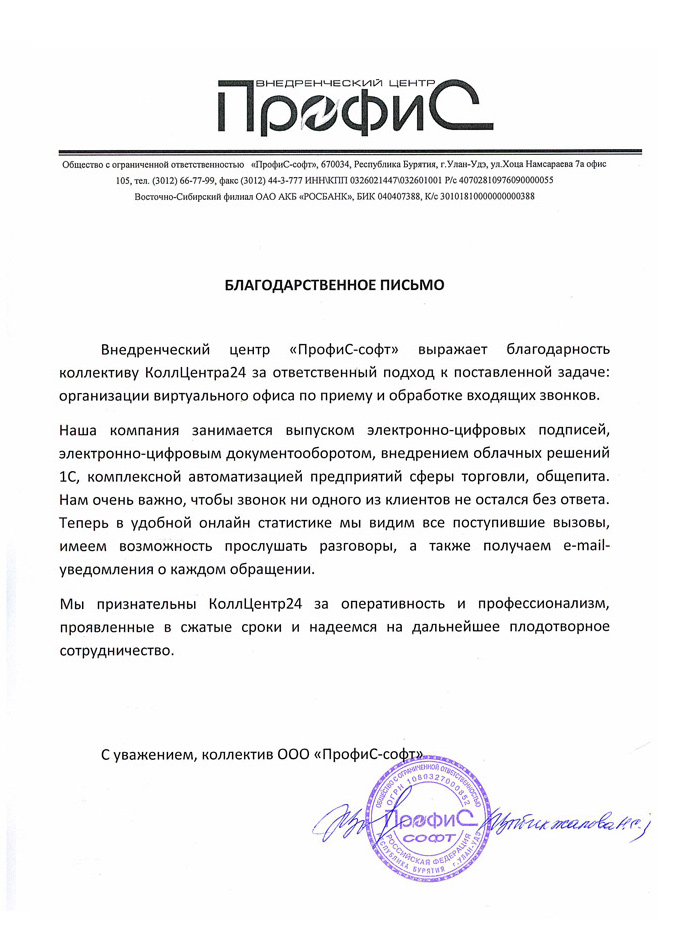 ВНЕДРЕНЧЕСКИЙ ЦЕНТР
ПрофиС
Общество с ограниченной ответственностью «ПрофиС-софт», 670034, Республика Бурятия, г.Улан-Удэ, ул.Хоца Намсараева 7а офис
105, тел. (3012) 66-77-99, факс (3012) 44-3-777 ИНН\КПП 0326021447\032601001 Р/с 40702810976090000055
Восточно-Сибирский филиал ОАО АКБ «РОСБАНК», БИК 040407388, К/с 30101810000000000388
БЛАГОДАРСТВЕННОЕ ПИСЬМО
Внедренческий центр «ПрофиС-софт» выражает благодарность
коллективу КоллЦентра24 за ответственный подход к поставленной задаче:
организации виртуального офиса по приему и обработке входящих звонков.
Наша компания занимается выпуском электронно-цифровых подписей,
электронно-цифровым документооборотом, внедрением облачных решений
1С, комплексной автоматизацией предприятий сферы торговли, общепита.
Нам очень важно, чтобы звонок ни одного из клиентов не остался без ответа.
Теперь в удобной онлайн статистике мы видим все поступившие вызовы,
имеем возможность прослушать разговоры, а также получаем e-mail-
уведомления о каждом обращении.
Мы признательны КоллЦентр24 за оперативность и профессионализм,
проявленные в сжатые сроки и надеемся на дальнейшее плодотворное
сотрудничество.
С уважением, коллектив ООО «ПрофиС-софт»
ОБЩЕСТВО С ОГРАНИЧЕННОЙ ОТВЕТСТВЕННОСТЬЮ
ОГРН 1080327000852
ПрофиС
СОФТ
РОССИЙСКАЯ ФЕДЕРАЦИЯ
РЕСПУБЛИКА БУРЯТИЯ г.УЛАН-УДЭ